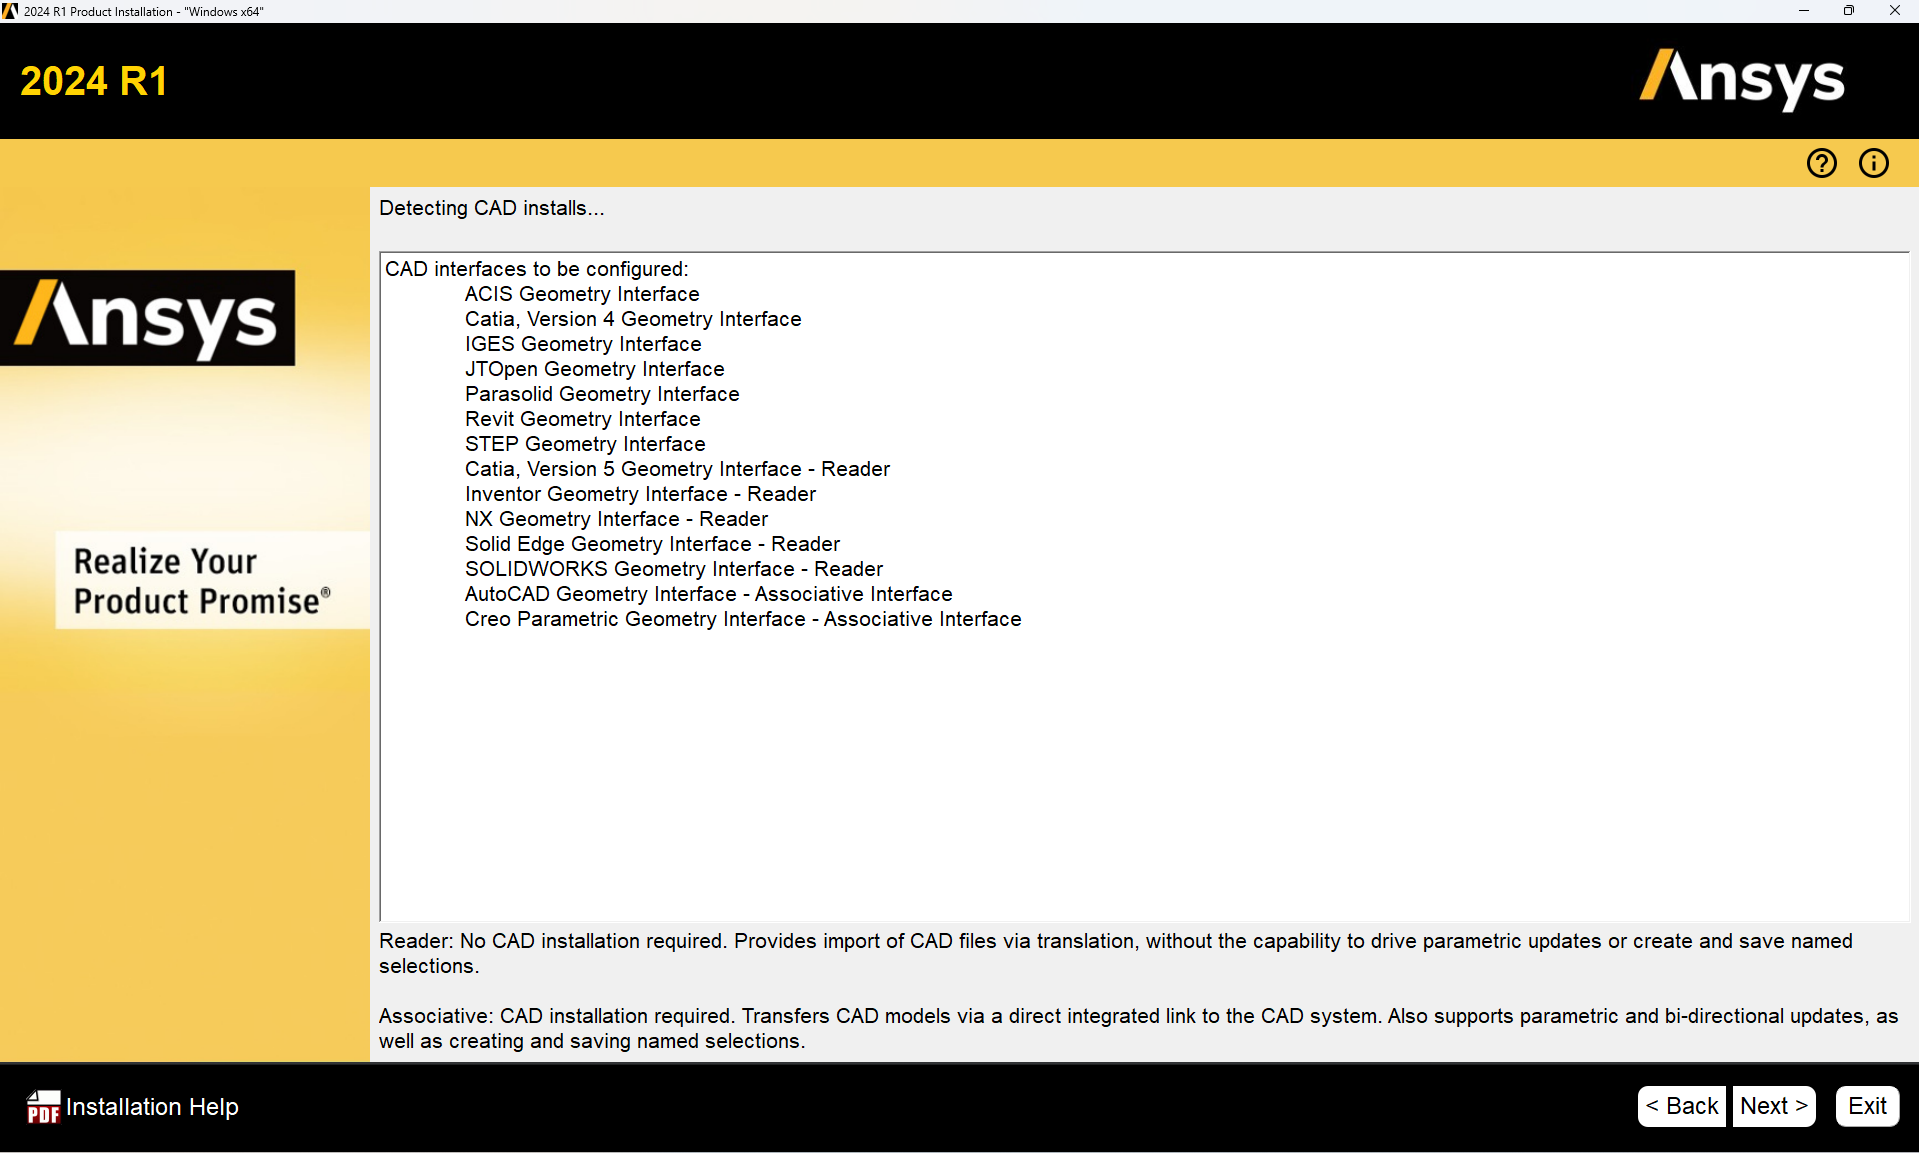 2024 R1 Product Installation - "Windows x64"
2024 R1
Ansys
Detecting CAD installs...
CAD interfaces to be configured:
ACIS Geometry Interface
Catia, Version 4 Geometry Interface
IGES Geometry Interface
JTOpen Geometry Interface
Parasolid Geometry Interface
Revit Geometry Interface
STEP Geometry Interface
Catia, Version 5 Geometry Interface - Reader
Inventor Geometry Interface - Reader
NX Geometry Interface - Reader
Solid Edge Geometry Interface - Reader
SOLIDWORKS Geometry Interface - Reader
AutoCAD Geometry Interface - Associative Interface
Creo Parametric Geometry Interface - Associative Interface
Ansys
Realize Your
Product Promise®
Reader: No CAD installation required. Provides import of CAD files via translation, without the capability to drive parametric updates or create and save named
selections.
Associative: CAD installation required. Transfers CAD models via a direct integrated link to the CAD system. Also supports parametric and bi-directional updates, as
well as creating and saving named selections.
PDF Installation Help
< Back Next > Exit